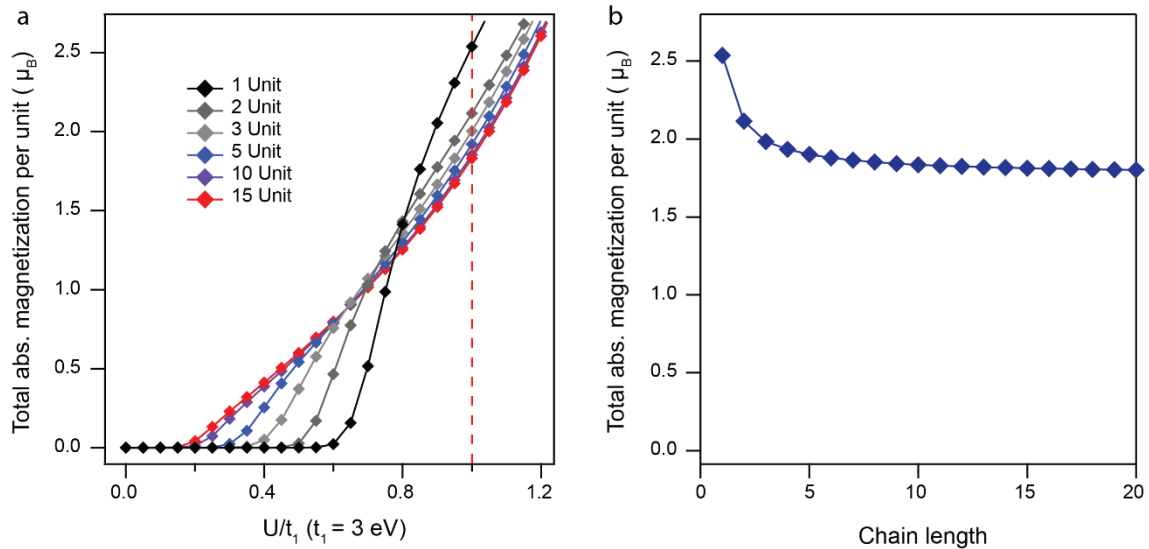 a
Total abs. magnetization per unit ( μB)
2.5
2.0
1.5
1.0
0.5
0.0
1 Unit
2 Unit
3 Unit
5 Unit
10 Unit
15 Unit
0.0
0.4
0.8
1.2
U/t1 (t1 = 3 eV)
b
Total abs. magnetization per unit ( μB)
2.5
2.0
1.5
1.0
0.5
0.0
0
5
10
15
20
Chain length